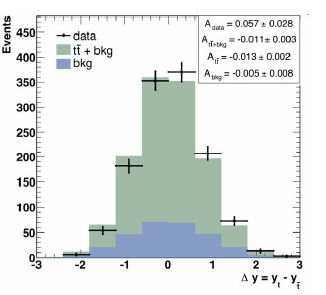 Events
450
400
350
300
250
200
150
100
50
0
data
tt̄ + bkg
bkg
A_data = 0.057 ± 0.028
A_tt̄+bkg = -0.011± 0.003
A_tt̄ = -0.013 ± 0.002
A_bkg = -0.005 ± 0.008
-3 -2 -1 0 1 2 3
Δ y = y_t - y_t̄